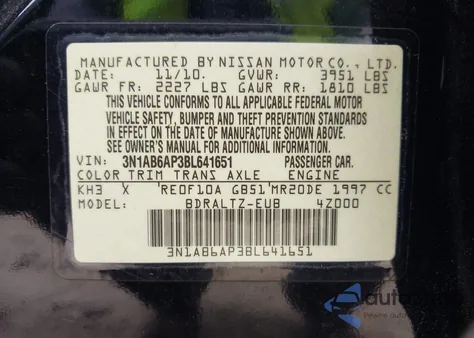 MANUFACTURED BY NISSAN MOTOR CO., LTD.
DATE: 11/10. GVWR: 3951 LBS
GAWR FR: 2227 LBS GAWR RR: 1810 LBS
THIS VEHICLE CONFORMS TO ALL APPLICABLE FEDERAL MOTOR
VEHICLE SAFETY, BUMPER AND THEFT PREVENTION STANDARDS
IN EFFECT ON THE DATE OF MANUFACTURE SHOWN ABOVE.
SEE OWNER'S MANUAL FOR ADDITIONAL INFORMATION.
VIN: 3N1AB6AP3BL641651 PASSENGER CAR.
COLOR TRIM TRANS AXLE ENGINE
KH3 X RE0F10A GB51 MR20DE 1997 CC
BDRALTZ-EUB 4Z000
3N1AB6AP3BL641651